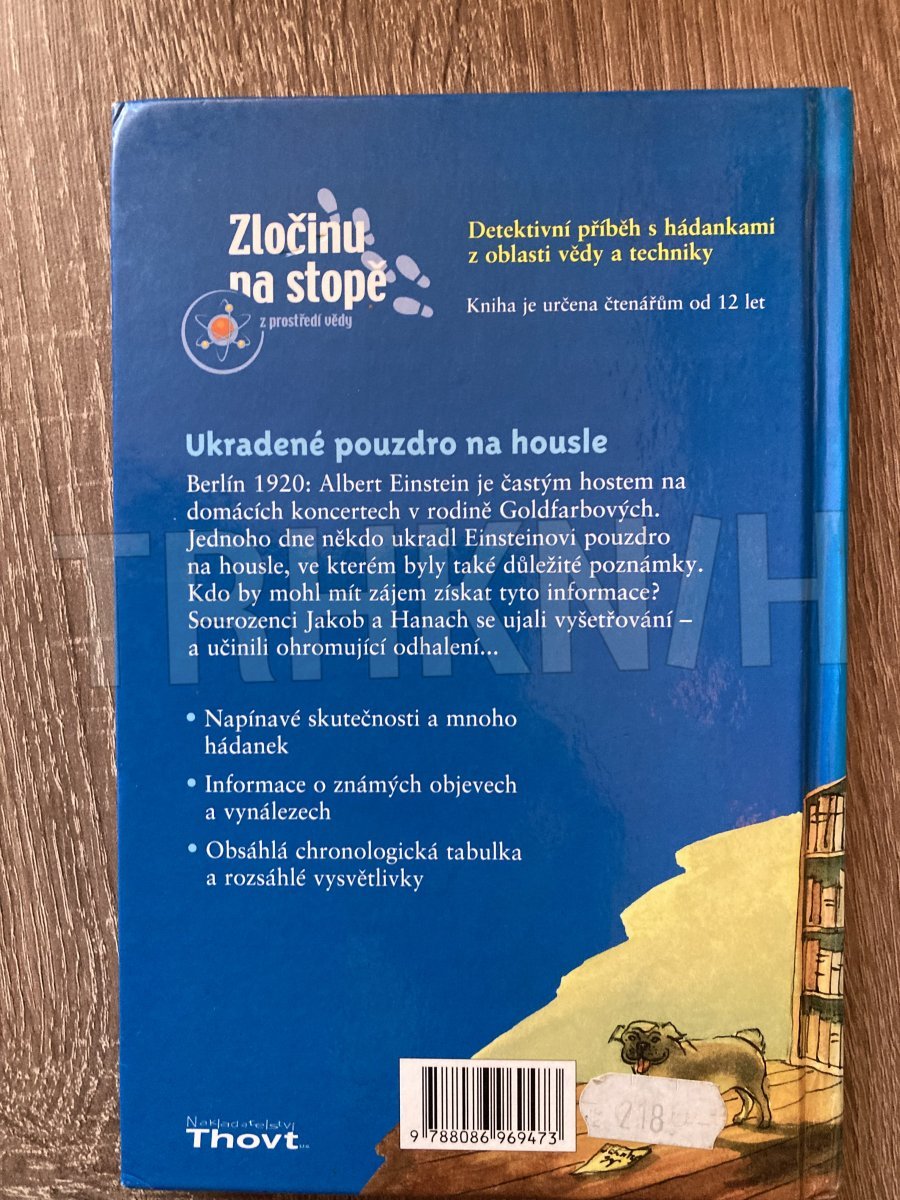 Zločinu
na stopě
z prostředí vědy
Detektivní příběh s hádankami
z oblasti vědy a techniky
Kniha je určena čtenářům od 12 let
Ukradené pouzdro na housle
Berlín 1920: Albert Einstein je častým hostem na
domácích koncertech v rodině Goldfarbových.
Jednoho dne někdo ukradl Einsteinovi pouzdro
na housle, ve kterém byly také důležité poznámky.
Kdo by mohl mít zájem získat tyto informace?
Sourozenci Jakob a Hanach se ujali vyšetřování –
a učinili ohromující odhalení...
TRHKNIH
• Napínavé skutečnosti a mnoho
hádanek
• Informace o známých objevech
a vynálezech
• Obsáhlá chronologická tabulka
a rozsáhlé vysvětlivky
Nakladatelství
Thovt
9 788086 969473
218,-